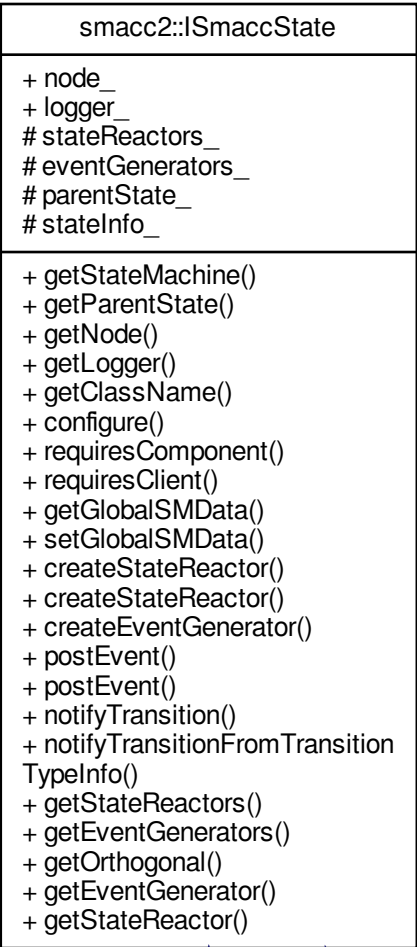 smacc2::ISmaccState
+ node_
+ logger_
# stateReactors_
# eventGenerators_
# parentState_
# stateInfo_
+ getStateMachine()
+ getParentState()
+ getNode()
+ getLogger()
+ getClassName()
+ configure()
+ requiresComponent()
+ requiresClient()
+ getGlobalSMData()
+ setGlobalSMData()
+ createStateReactor()
+ createStateReactor()
+ createEventGenerator()
+ postEvent()
+ postEvent()
+ notifyTransition()
+ notifyTransitionFromTransition
TypeInfo()
+ getStateReactors()
+ getEventGenerators()
+ getOrthogonal()
+ getEventGenerator()
+ getStateReactor()